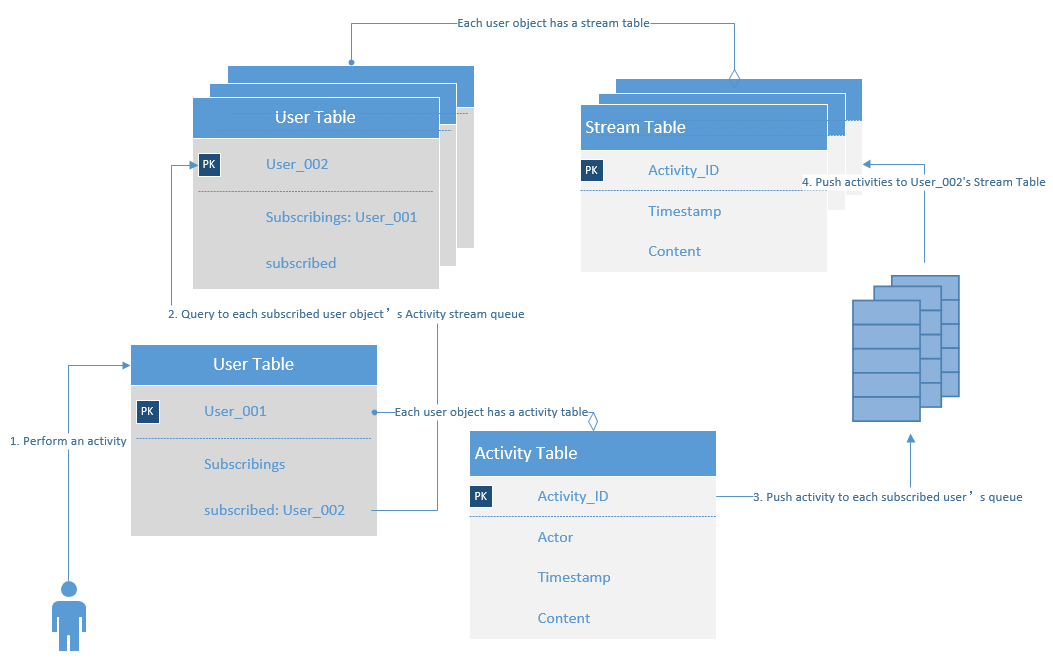 Each user object has a stream table
User Table
PK
User_002
Subscribings: User_001
subscribed
Stream Table
PK
Activity_ID
Timestamp
Content
4. Push activities to User_002's Stream Table
2. Query to each subscribed user object’s Activity stream queue
User Table
PK
User_001
Subscribings
subscribed: User_002
1. Perform an activity
Each user object has a activity table
Activity Table
PK
Activity_ID
Actor
Timestamp
Content
3. Push activity to each subscribed user’s queue